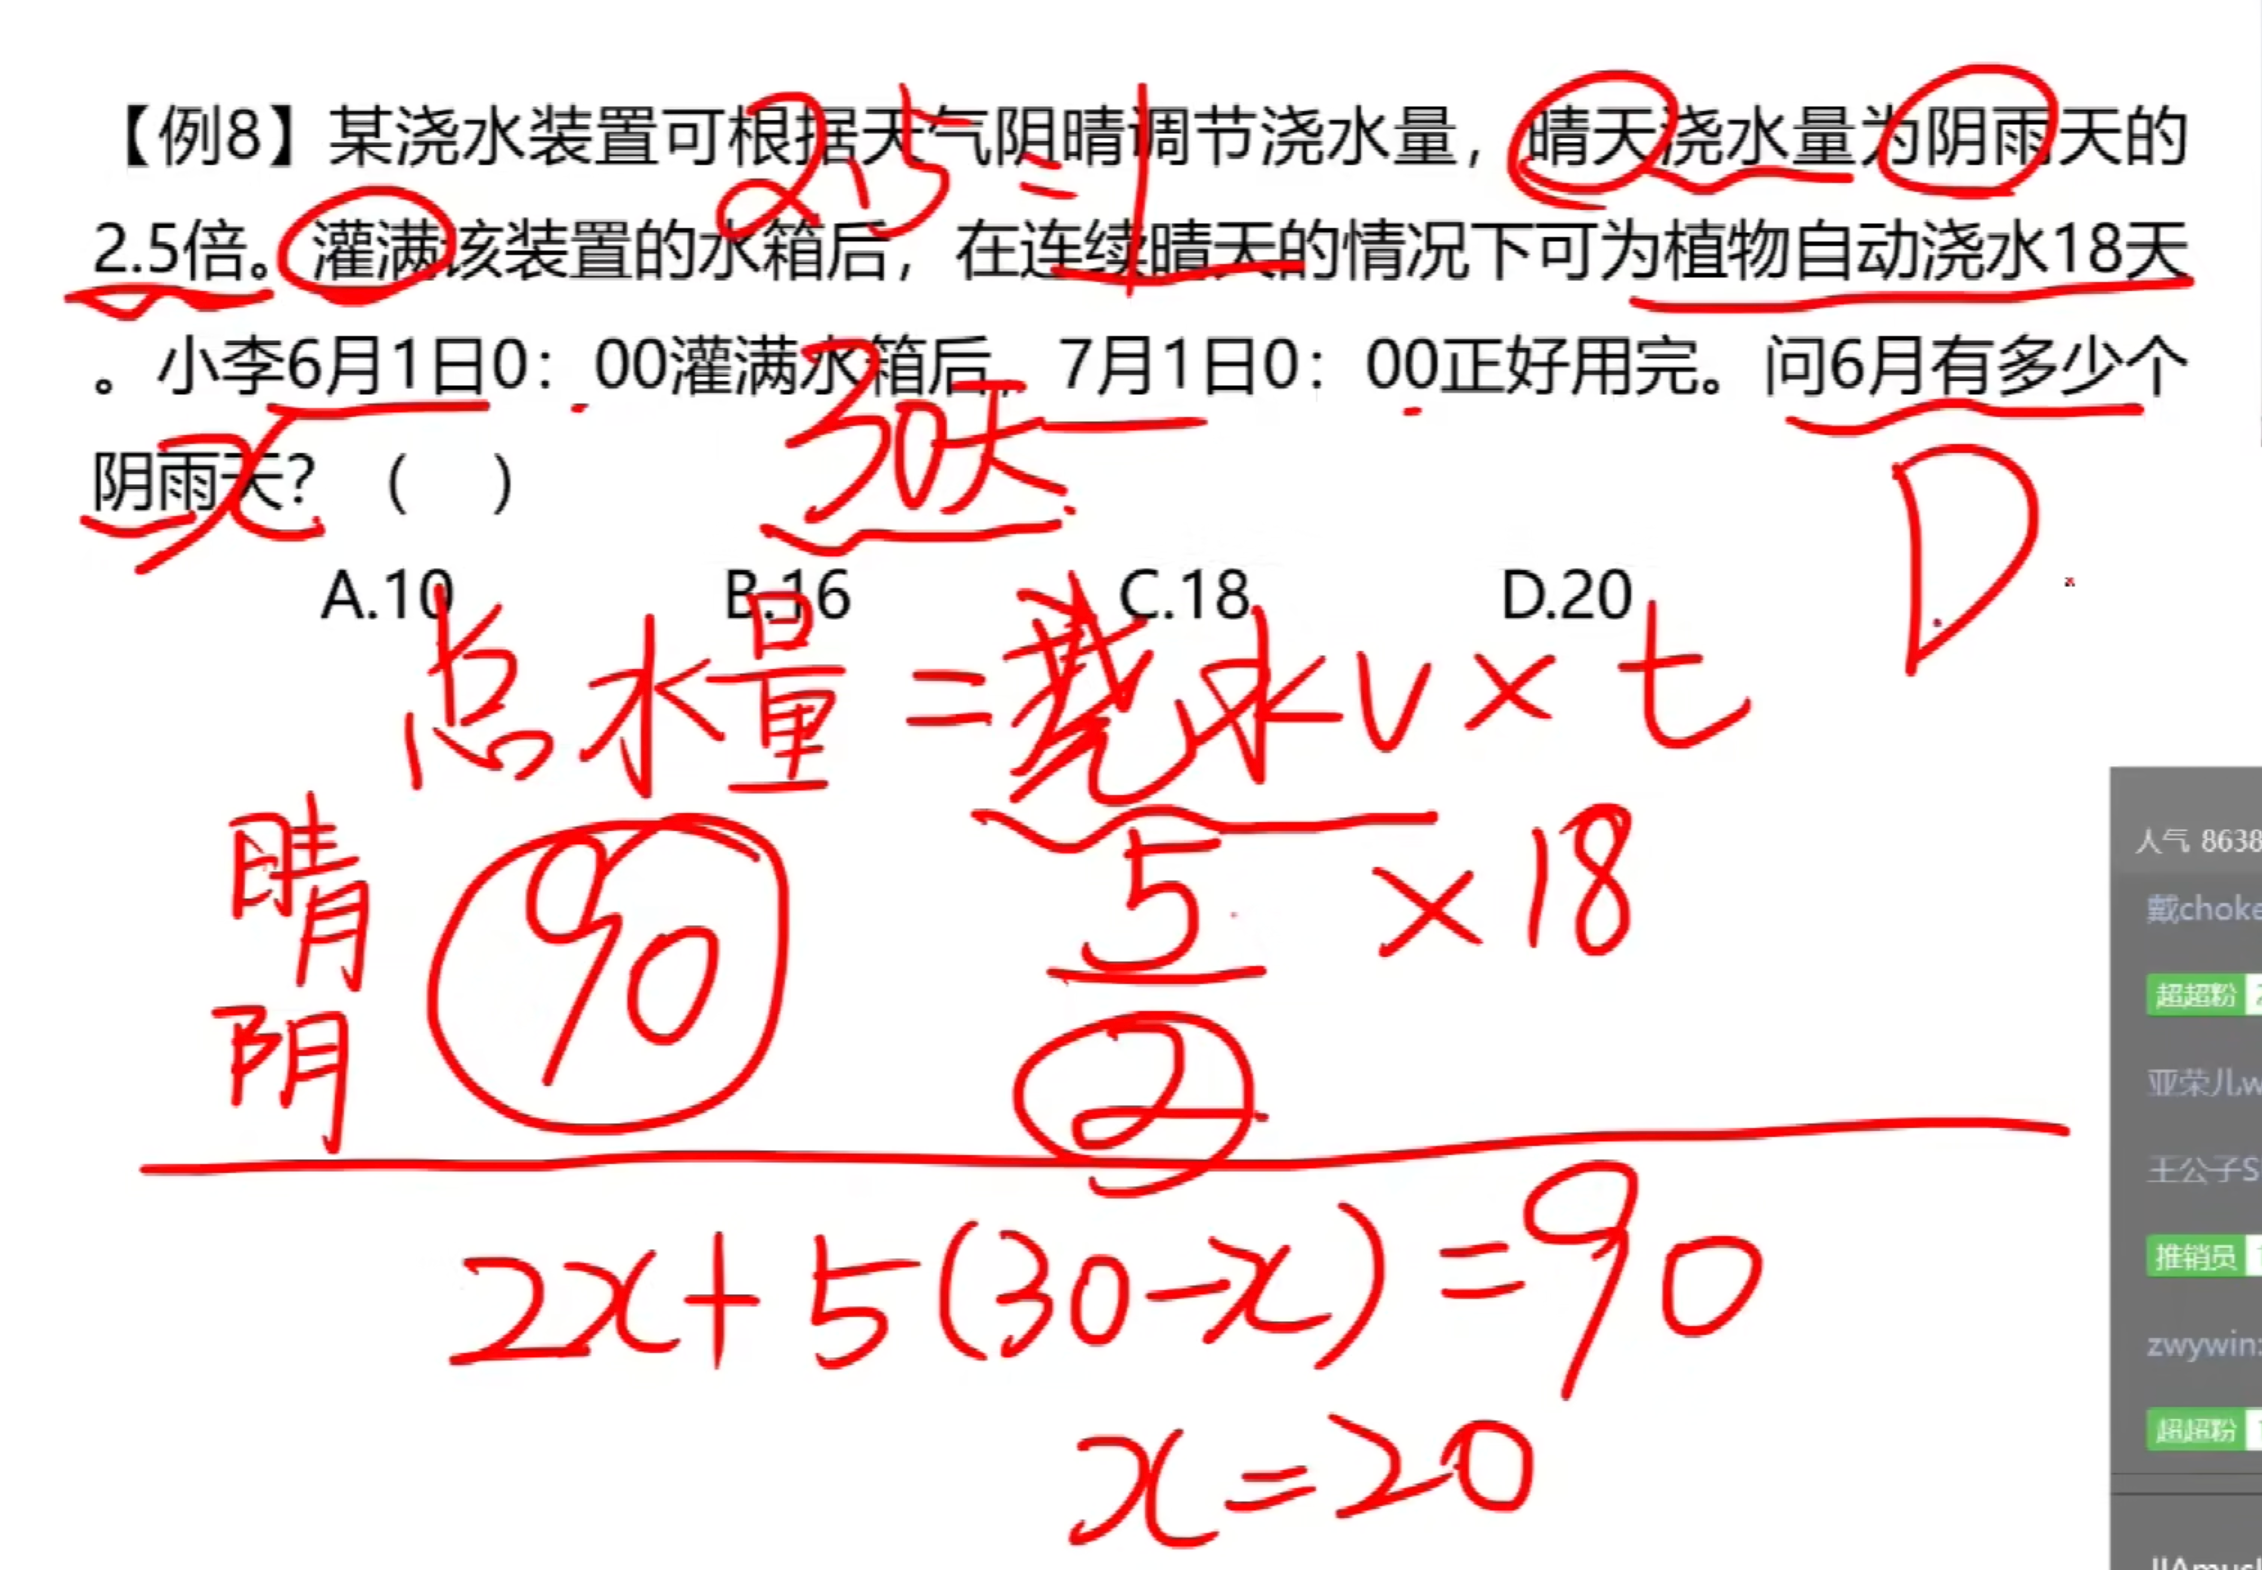 【例8】某浇水装置可根据天气阴晴调节浇水量，晴天浇水量为阴雨天的
2.5倍。灌满该装置的水箱后，在连续晴天的情况下可为植物自动浇水18天
。小李6月1日0：00灌满水箱后，7月1日0：00正好用完。问6月有多少个
阴雨天？（ ）
2.5 = 1
30天
x
D
A.10 B.16 C.18 D.20
总水量 = 浇水V × t
晴 90 5 × 18
阴 2
2x+5(30-x)=90
x=20
人气 8638
戴choke
超超粉
亚荣儿w
王公子S
推销员
zwywin:
超超粉